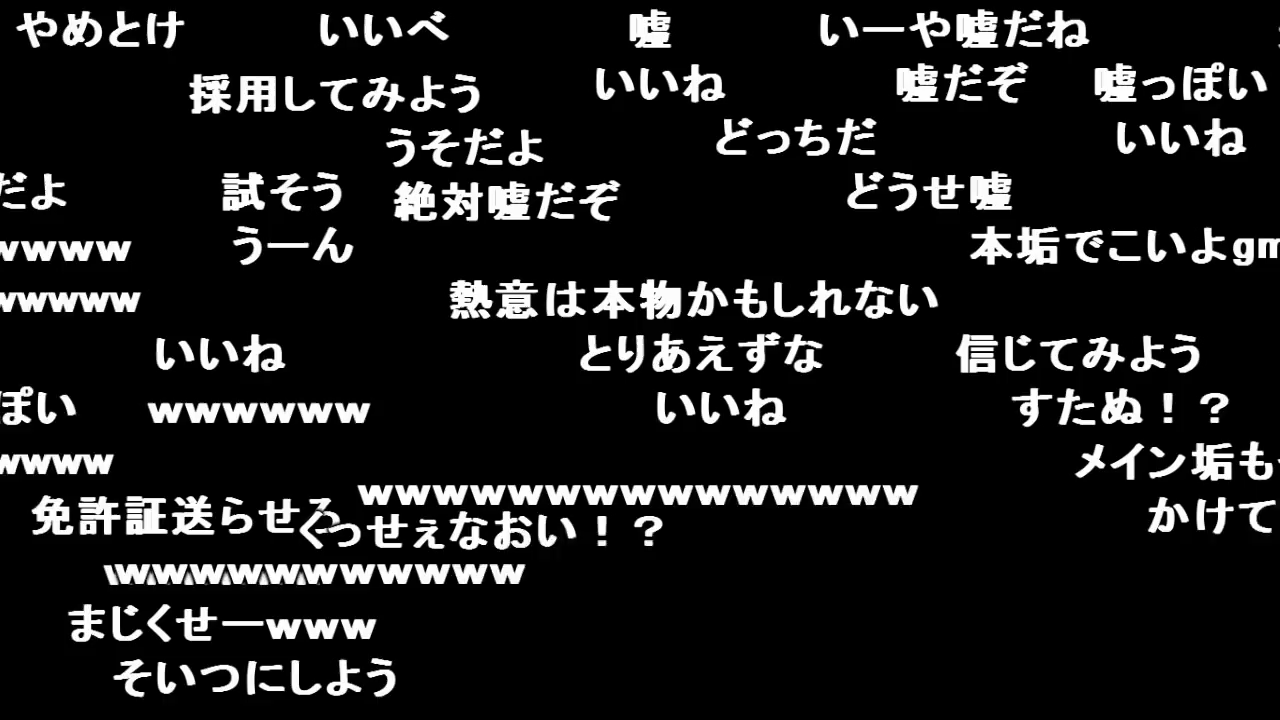 やめとけ いいべ 嘘 いーや嘘だね
採用してみよう いいね 嘘だぞ 嘘っぽい
うそだよ どっちだ いいね
だよ 試そう 絶対嘘だぞ どうせ嘘
wwww うーん 本垢でこいよgm
wwwww 熱意は本物かもしれない
いいね とりあえずな 信じてみよう
ぽい wwwwww いいね すたぬ！？
wwww メイン垢も
wwwwwwwwwwwwwww
免許証送らせろ くっせぇなおい！？ かけて
wwwwwwwwwww
まじくせーwww
そいつにしよう